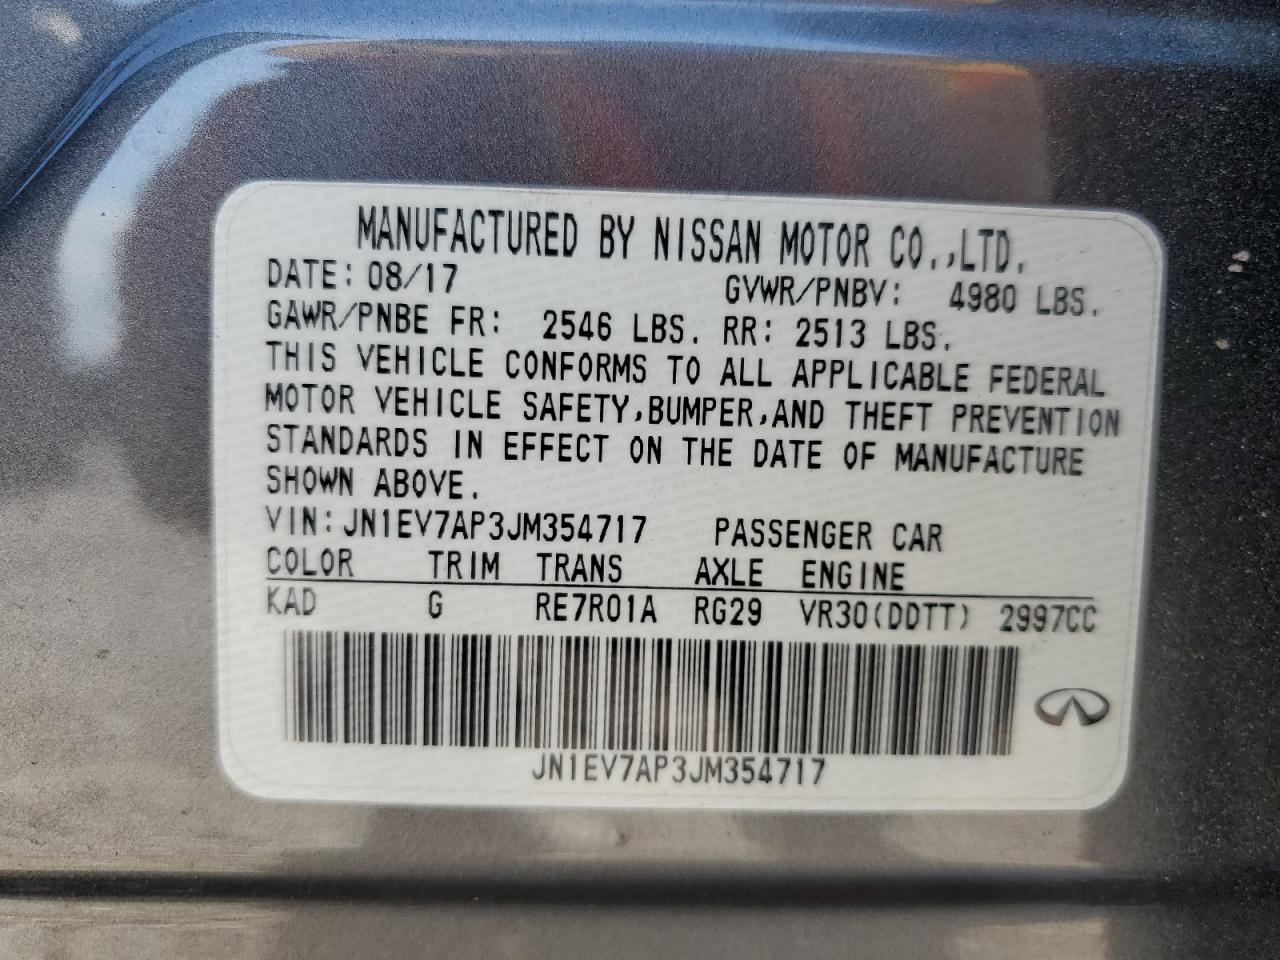 MANUFACTURED BY NISSAN MOTOR CO.,LTD.
DATE: 08/17 GVWR/PNBV: 4980 LBS.
GAWR/PNBE FR: 2546 LBS. RR: 2513 LBS.
THIS VEHICLE CONFORMS TO ALL APPLICABLE FEDERAL
MOTOR VEHICLE SAFETY,BUMPER,AND THEFT PREVENTION
STANDARDS IN EFFECT ON THE DATE OF MANUFACTURE
SHOWN ABOVE.
VIN: JN1EV7AP3JM354717 PASSENGER CAR
COLOR TRIM TRANS AXLE ENGINE
KAD G RE7R01A RG29 VR30(DDTT) 2997CC
JN1EV7AP3JM354717